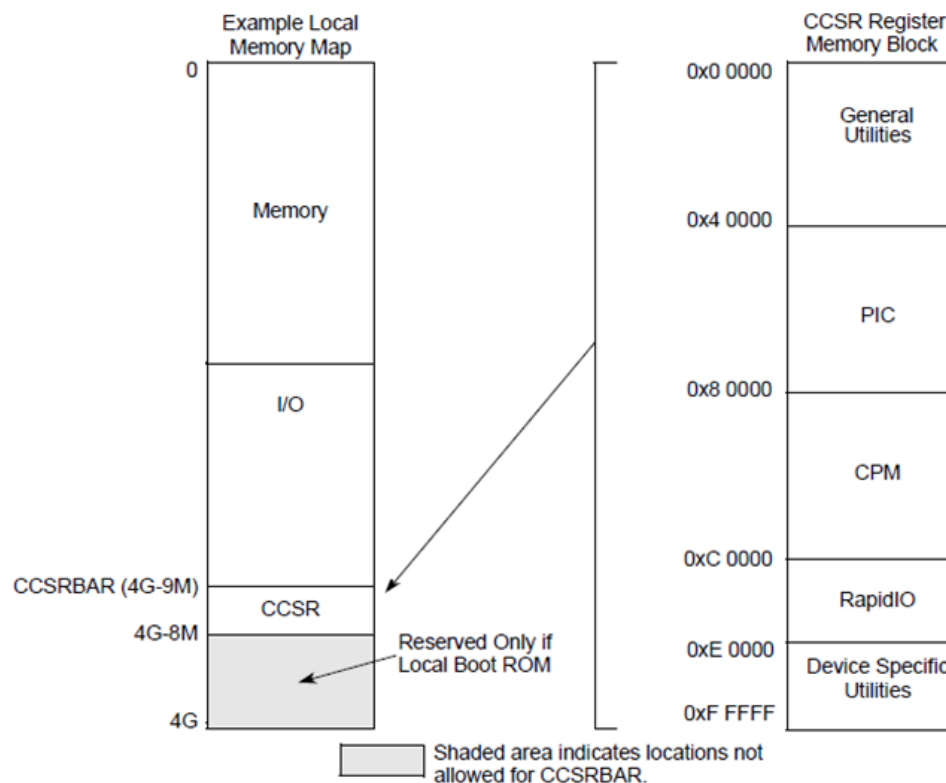 Example Local
Memory Map
0
Memory
I/O
CCSRBAR (4G-9M)
CCSR
4G-8M
Reserved Only if
Local Boot ROM
4G
Shaded area indicates locations not
allowed for CCSRBAR.
CCSR Register
Memory Block
0x0 0000
General
Utilities
0x4 0000
PIC
0x8 0000
CPM
0xC 0000
RapidIO
0xE 0000
Device Specific
Utilities
0xF FFFF